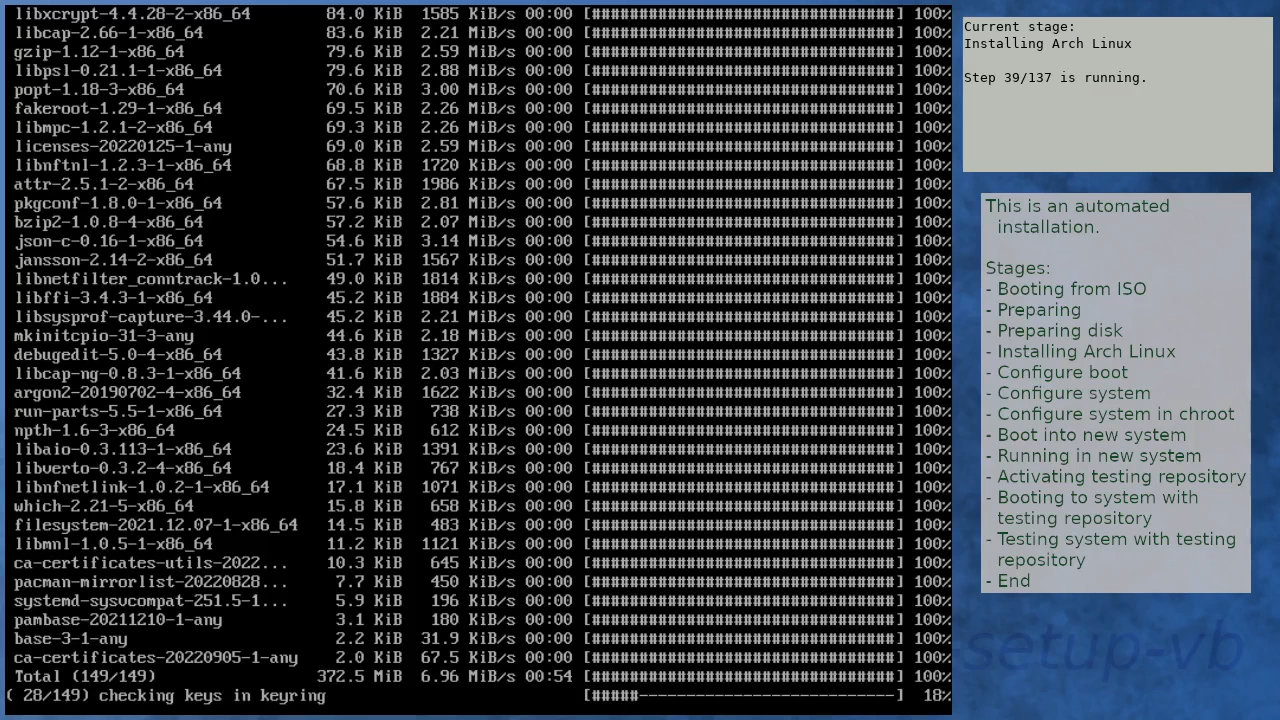 libxcrypt-4.4.28-2-x86_64 84.0 KiB 1585 KiB/s 00:00 [################################] 100%
libcap-2.66-1-x86_64 83.6 KiB 2.21 MiB/s 00:00 [################################] 100%
gzip-1.12-1-x86_64 79.6 KiB 2.59 MiB/s 00:00 [################################] 100%
libpsl-0.21.1-1-x86_64 79.6 KiB 2.88 MiB/s 00:00 [################################] 100%
popt-1.18-3-x86_64 70.6 KiB 3.00 MiB/s 00:00 [################################] 100%
fakeroot-1.29-1-x86_64 69.5 KiB 2.26 MiB/s 00:00 [################################] 100%
libmpc-1.2.1-2-x86_64 69.3 KiB 2.26 MiB/s 00:00 [################################] 100%
licenses-20220125-1-any 69.0 KiB 2.59 MiB/s 00:00 [################################] 100%
libnftnl-1.2.3-1-x86_64 68.8 KiB 1720 KiB/s 00:00 [################################] 100%
attr-2.5.1-2-x86_64 67.5 KiB 1986 KiB/s 00:00 [################################] 100%
pkgconf-1.8.0-1-x86_64 57.6 KiB 2.81 MiB/s 00:00 [################################] 100%
bzip2-1.0.8-4-x86_64 57.2 KiB 2.07 MiB/s 00:00 [################################] 100%
json-c-0.16-1-x86_64 54.6 KiB 3.14 MiB/s 00:00 [################################] 100%
jansson-2.14-2-x86_64 51.7 KiB 1567 KiB/s 00:00 [################################] 100%
libnetfilter_conntrack-1.0... 49.0 KiB 1814 KiB/s 00:00 [################################] 100%
libffi-3.4.3-1-x86_64 45.2 KiB 1884 KiB/s 00:00 [################################] 100%
libsysprof-capture-3.44.0-... 45.2 KiB 2.21 MiB/s 00:00 [################################] 100%
mkinitcpio-31-3-any 44.6 KiB 2.18 MiB/s 00:00 [################################] 100%
debugedit-5.0-4-x86_64 43.8 KiB 1327 KiB/s 00:00 [################################] 100%
libcap-ng-0.8.3-1-x86_64 41.6 KiB 2.03 MiB/s 00:00 [################################] 100%
argon2-20190702-4-x86_64 32.4 KiB 1622 KiB/s 00:00 [################################] 100%
run-parts-5.5-1-x86_64 27.3 KiB 738 KiB/s 00:00 [################################] 100%
npth-1.6-3-x86_64 24.5 KiB 612 KiB/s 00:00 [################################] 100%
libaio-0.3.113-1-x86_64 23.6 KiB 1391 KiB/s 00:00 [################################] 100%
libverto-0.3.2-4-x86_64 18.4 KiB 767 KiB/s 00:00 [################################] 100%
libnfnetlink-1.0.2-1-x86_64 17.1 KiB 1071 KiB/s 00:00 [################################] 100%
which-2.21-5-x86_64 15.8 KiB 658 KiB/s 00:00 [################################] 100%
filesystem-2021.12.07-1-x86_64 14.5 KiB 483 KiB/s 00:00 [################################] 100%
libmnl-1.0.5-1-x86_64 11.2 KiB 1121 KiB/s 00:00 [################################] 100%
ca-certificates-utils-2022... 10.3 KiB 645 KiB/s 00:00 [################################] 100%
pacman-mirrorlist-20220828... 7.7 KiB 450 KiB/s 00:00 [################################] 100%
systemd-sysvcompat-251.5-1... 5.9 KiB 196 KiB/s 00:00 [################################] 100%
pambase-20211210-1-any 3.1 KiB 180 KiB/s 00:00 [################################] 100%
base-3-1-any 2.2 KiB 31.9 KiB/s 00:00 [################################] 100%
ca-certificates-20220905-1-any 2.0 KiB 67.5 KiB/s 00:00 [################################] 100%
Total (149/149) 372.5 MiB 6.96 MiB/s 00:54 [################################] 100%
( 28/149) checking keys in keyring [#####---------------------------] 18%
Current stage:
Installing Arch Linux
Step 39/137 is running.
This is an automated
installation.
Stages:
- Booting from ISO
- Preparing
- Preparing disk
- Installing Arch Linux
- Configure boot
- Configure system
- Configure system in chroot
- Boot into new system
- Running in new system
- Activating testing repository
- Booting to system with
testing repository
- Testing system with testing
repository
- End
setup-vb